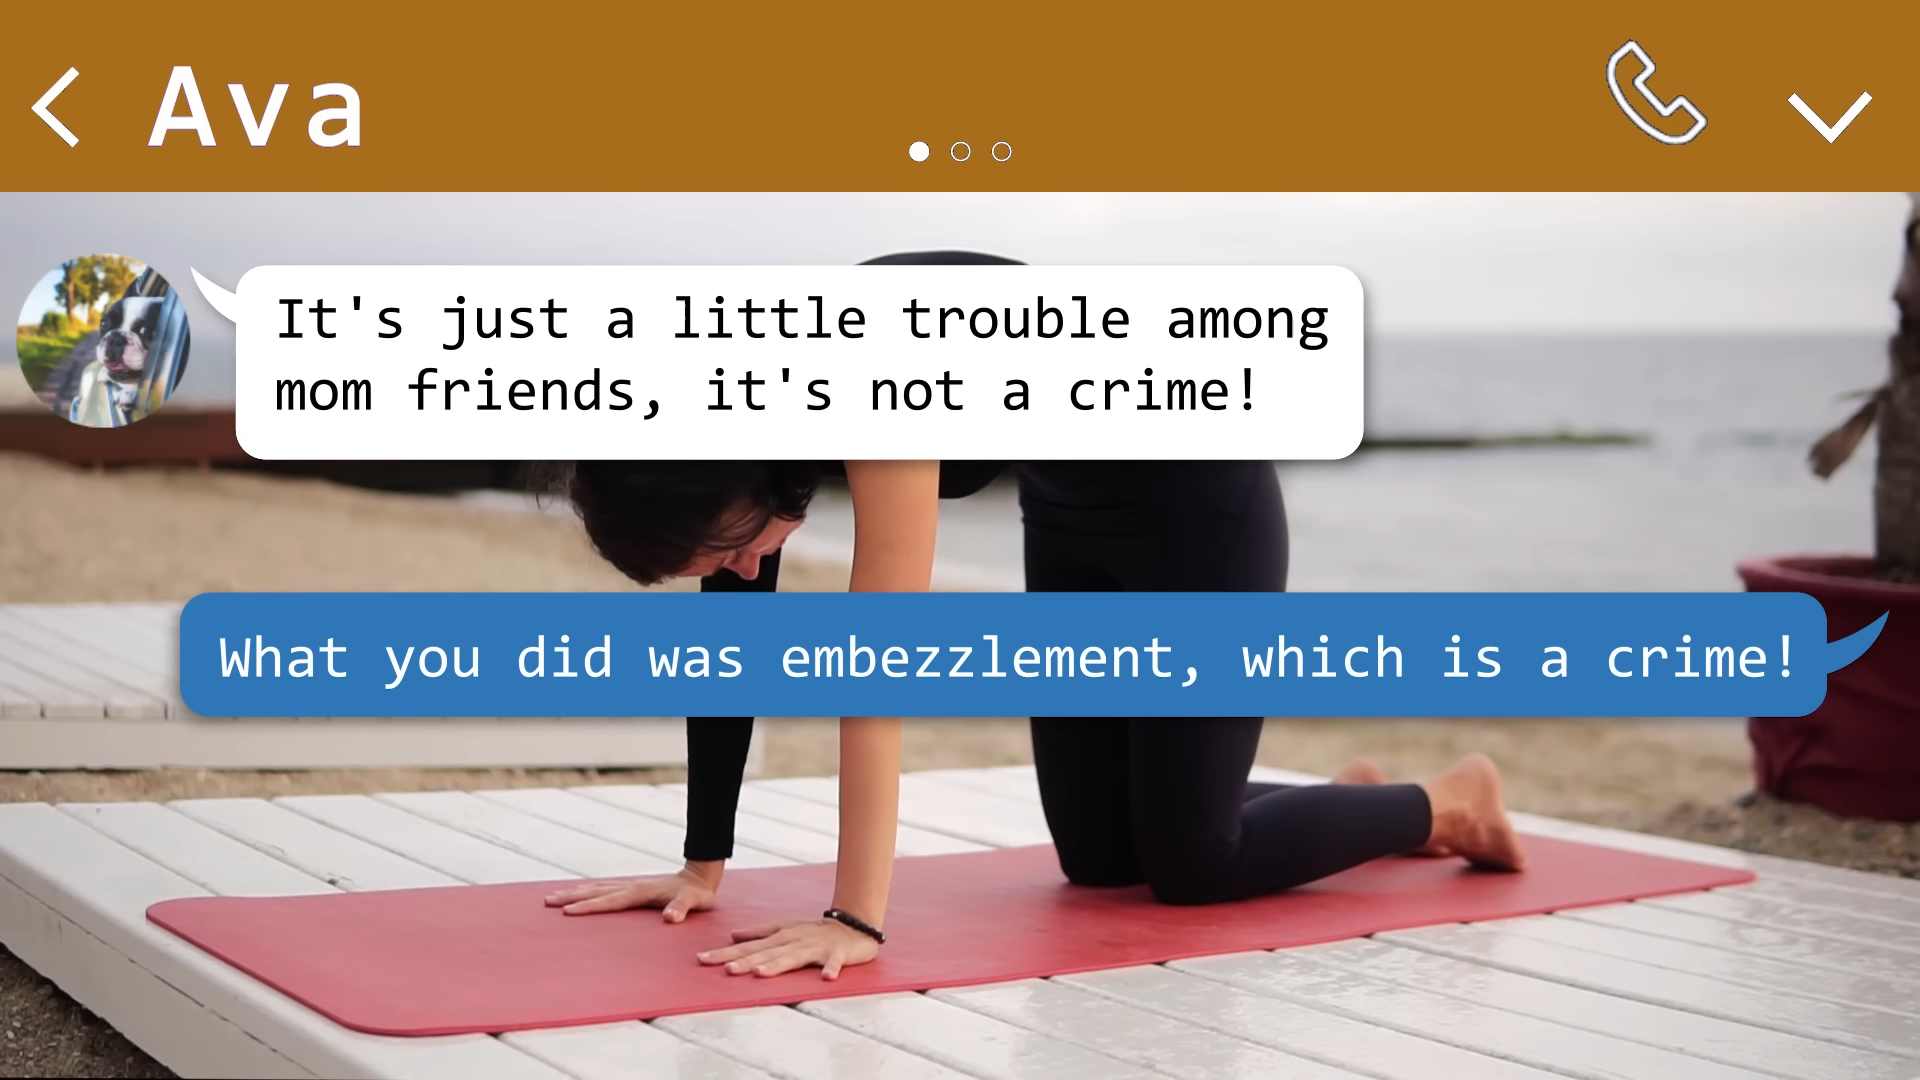 Ava
It's just a little trouble among
mom friends, it's not a crime!
What you did was embezzlement, which is a crime!